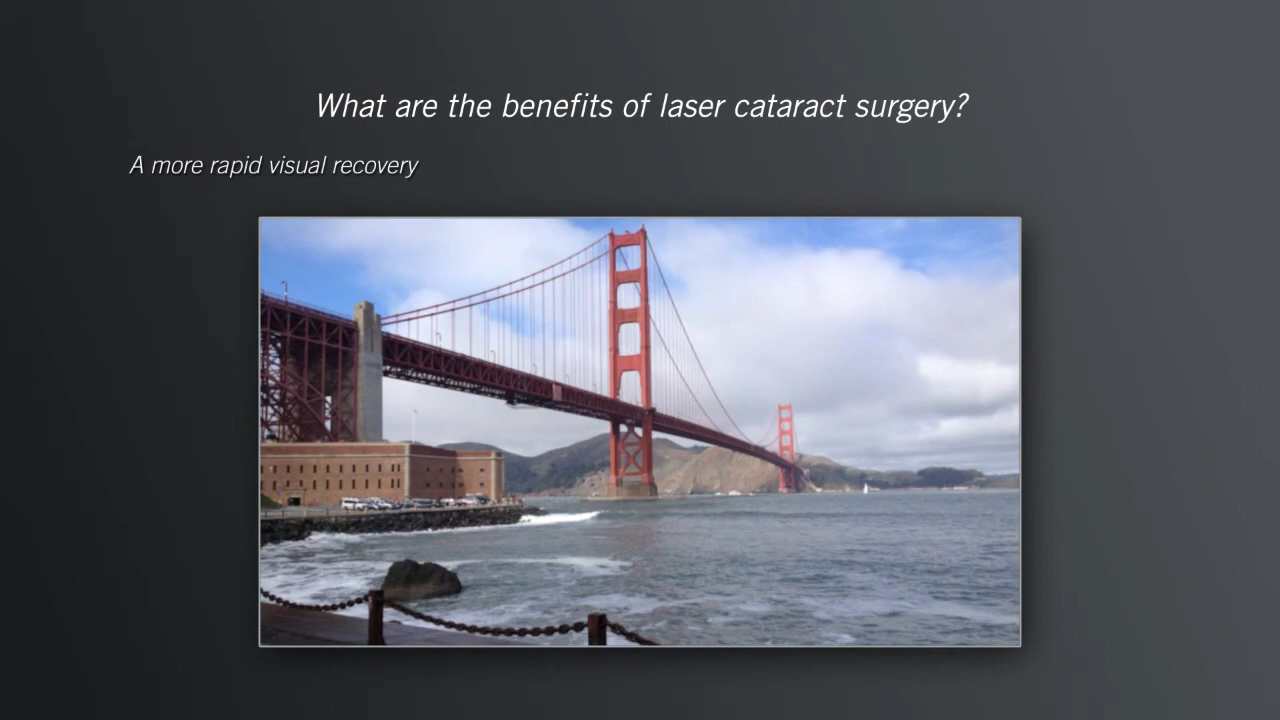 What are the benefits of laser cataract surgery?
A more rapid visual recovery